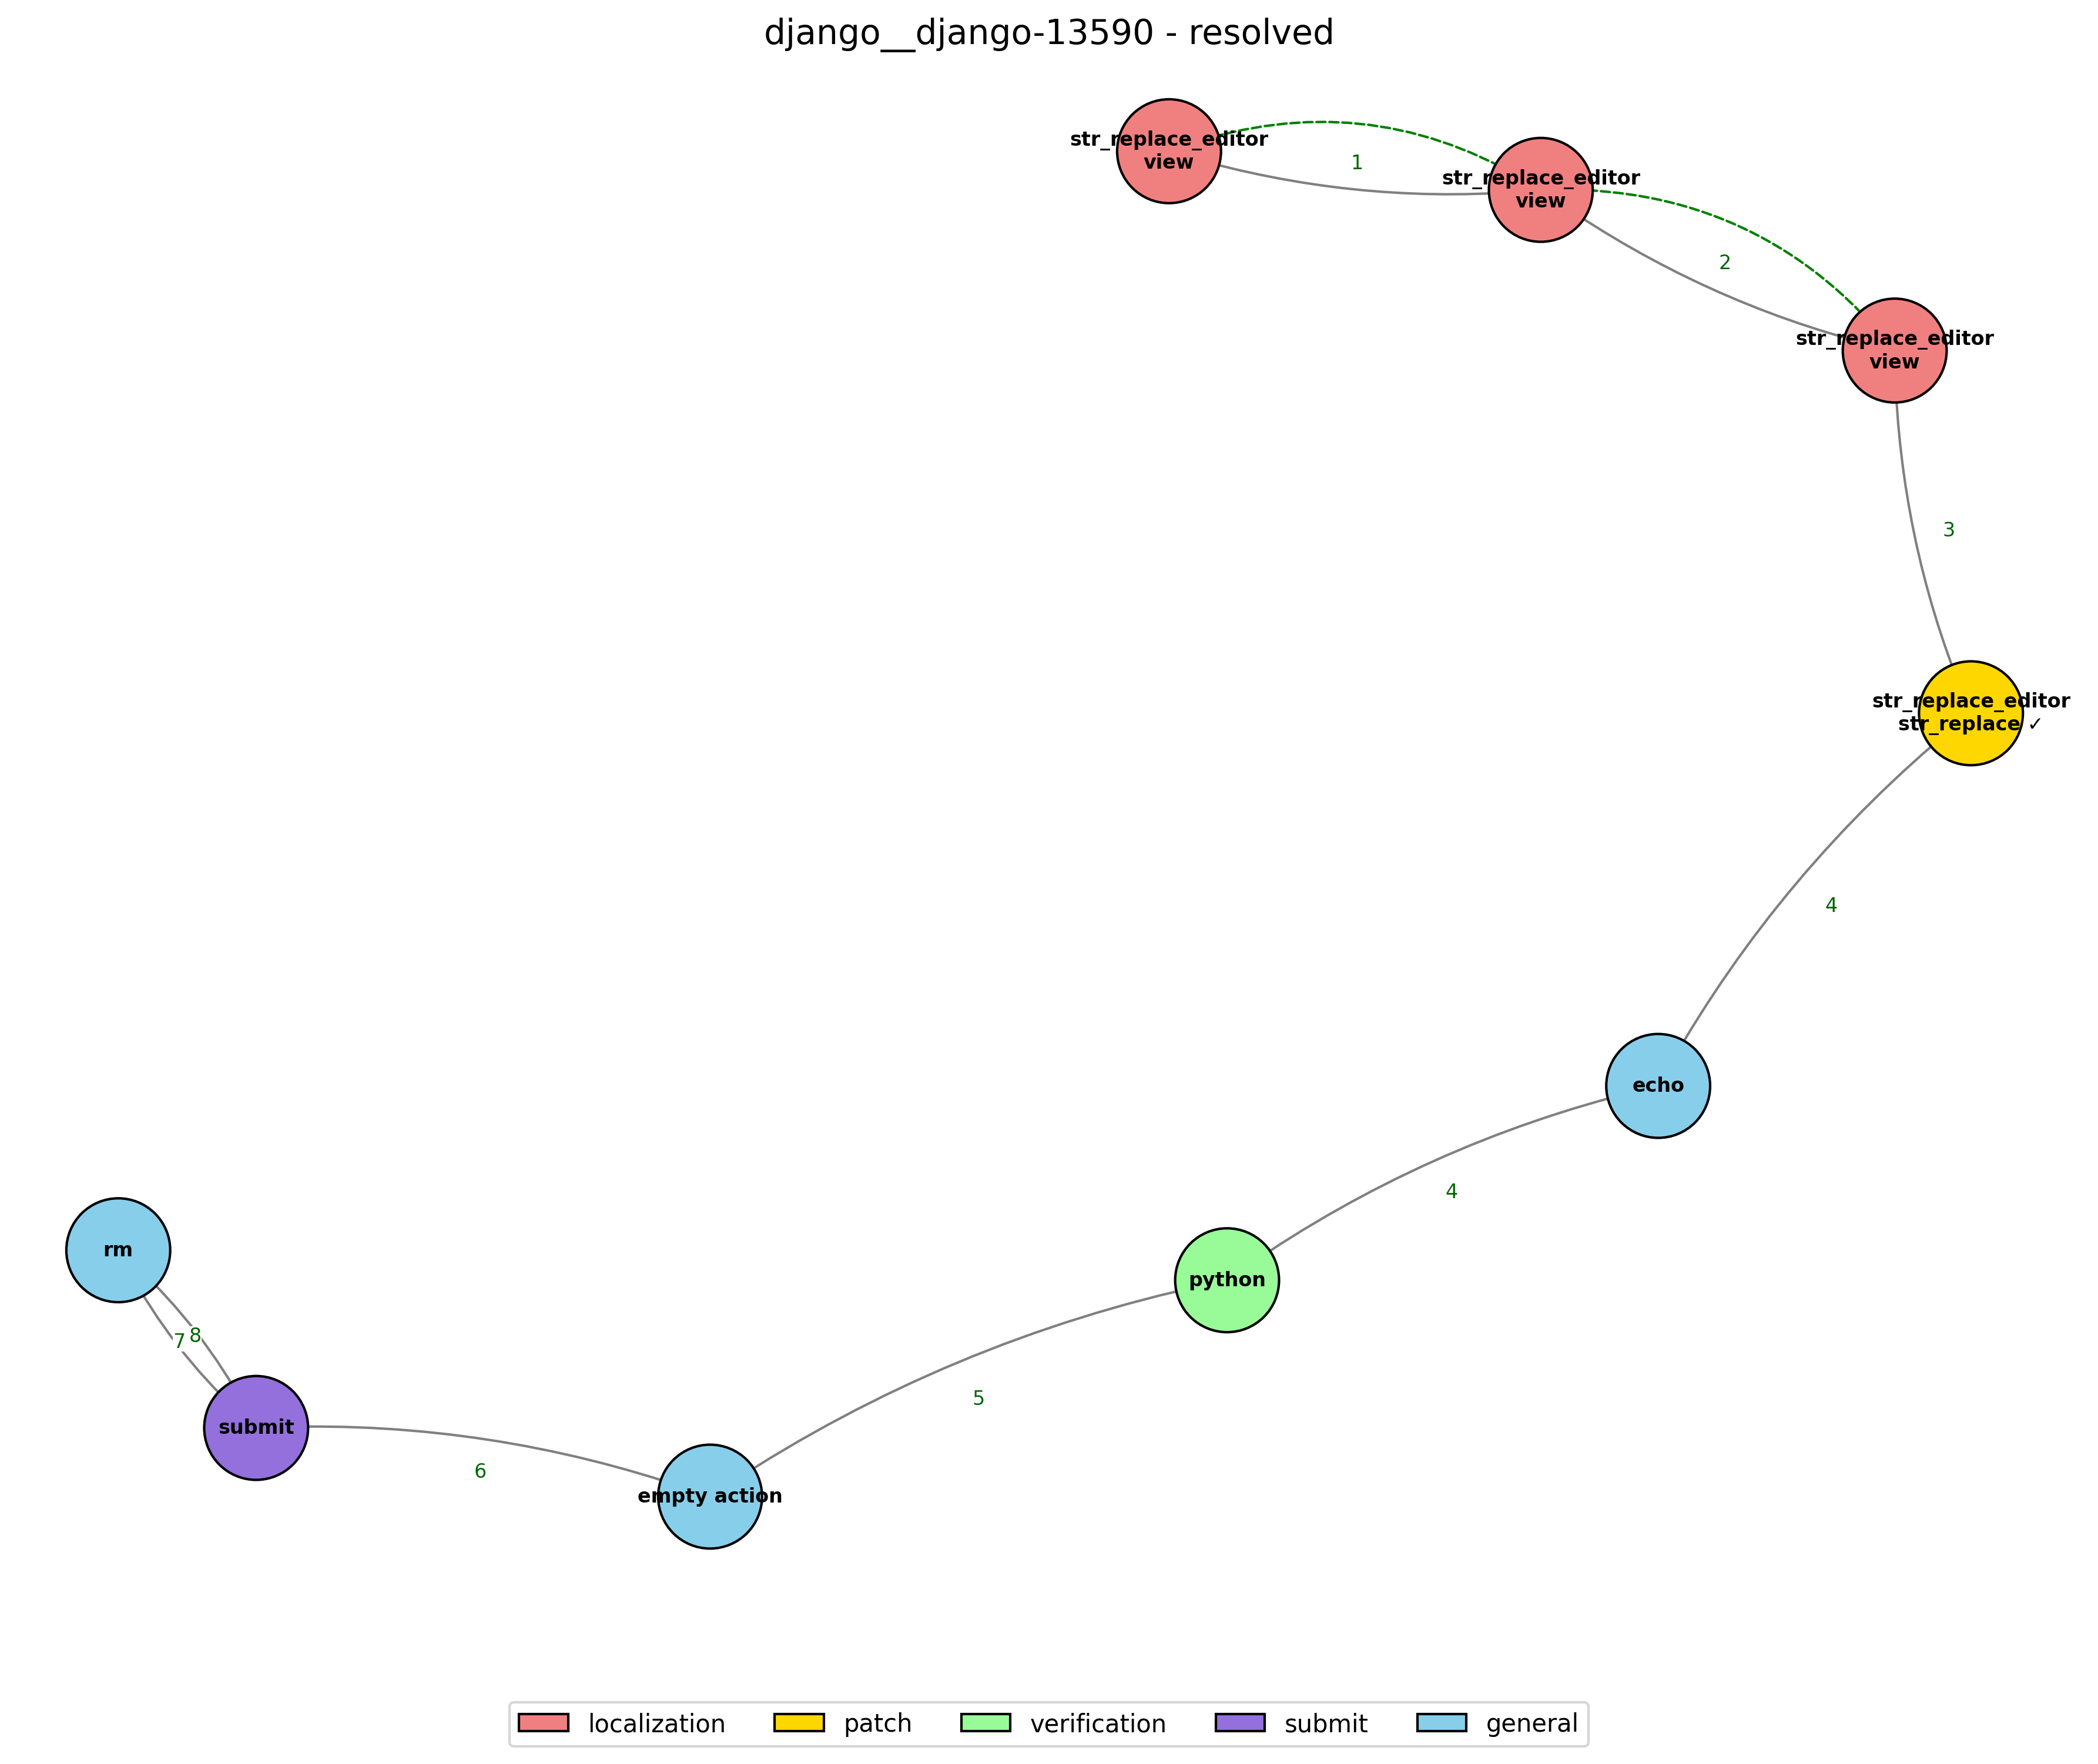 django__django-13590 - resolved
str_replace_editor
view
1
str_replace_editor
view
2
str_replace_editor
view
3
str_replace_editor
str_replace ✓
4
echo
4
python
5
empty action
6
submit
7
8
rm
localization
patch
verification
submit
general